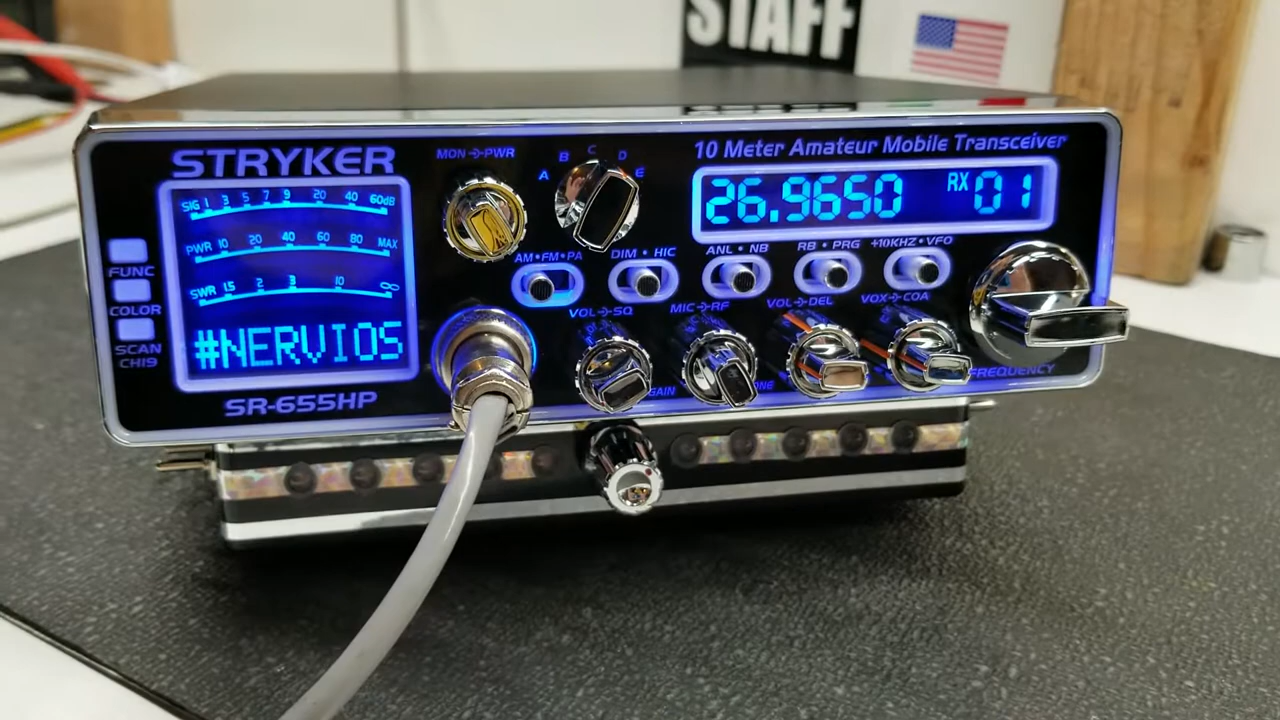 STAFF
STRYKER
10 Meter Amateur Mobile Transceiver
MON→PWR
A B C D E
SIG 1 3 5 7 9 20 40 60dB
PWR 10 20 40 60 80 MAX
SWR 1.5 2 3 10 ∞
#NERVIOS
SR-655HP
26.9650 RX 01
FUNC
COLOR
SCAN
CH19
AM•FM•PA
DIM • HIC
ANL • NB
RB • PRG
+10KHZ•VFO
VOL→SQ
MIC→RF
VOL→DEL
VOX→COA
GAIN
FREQUENCY